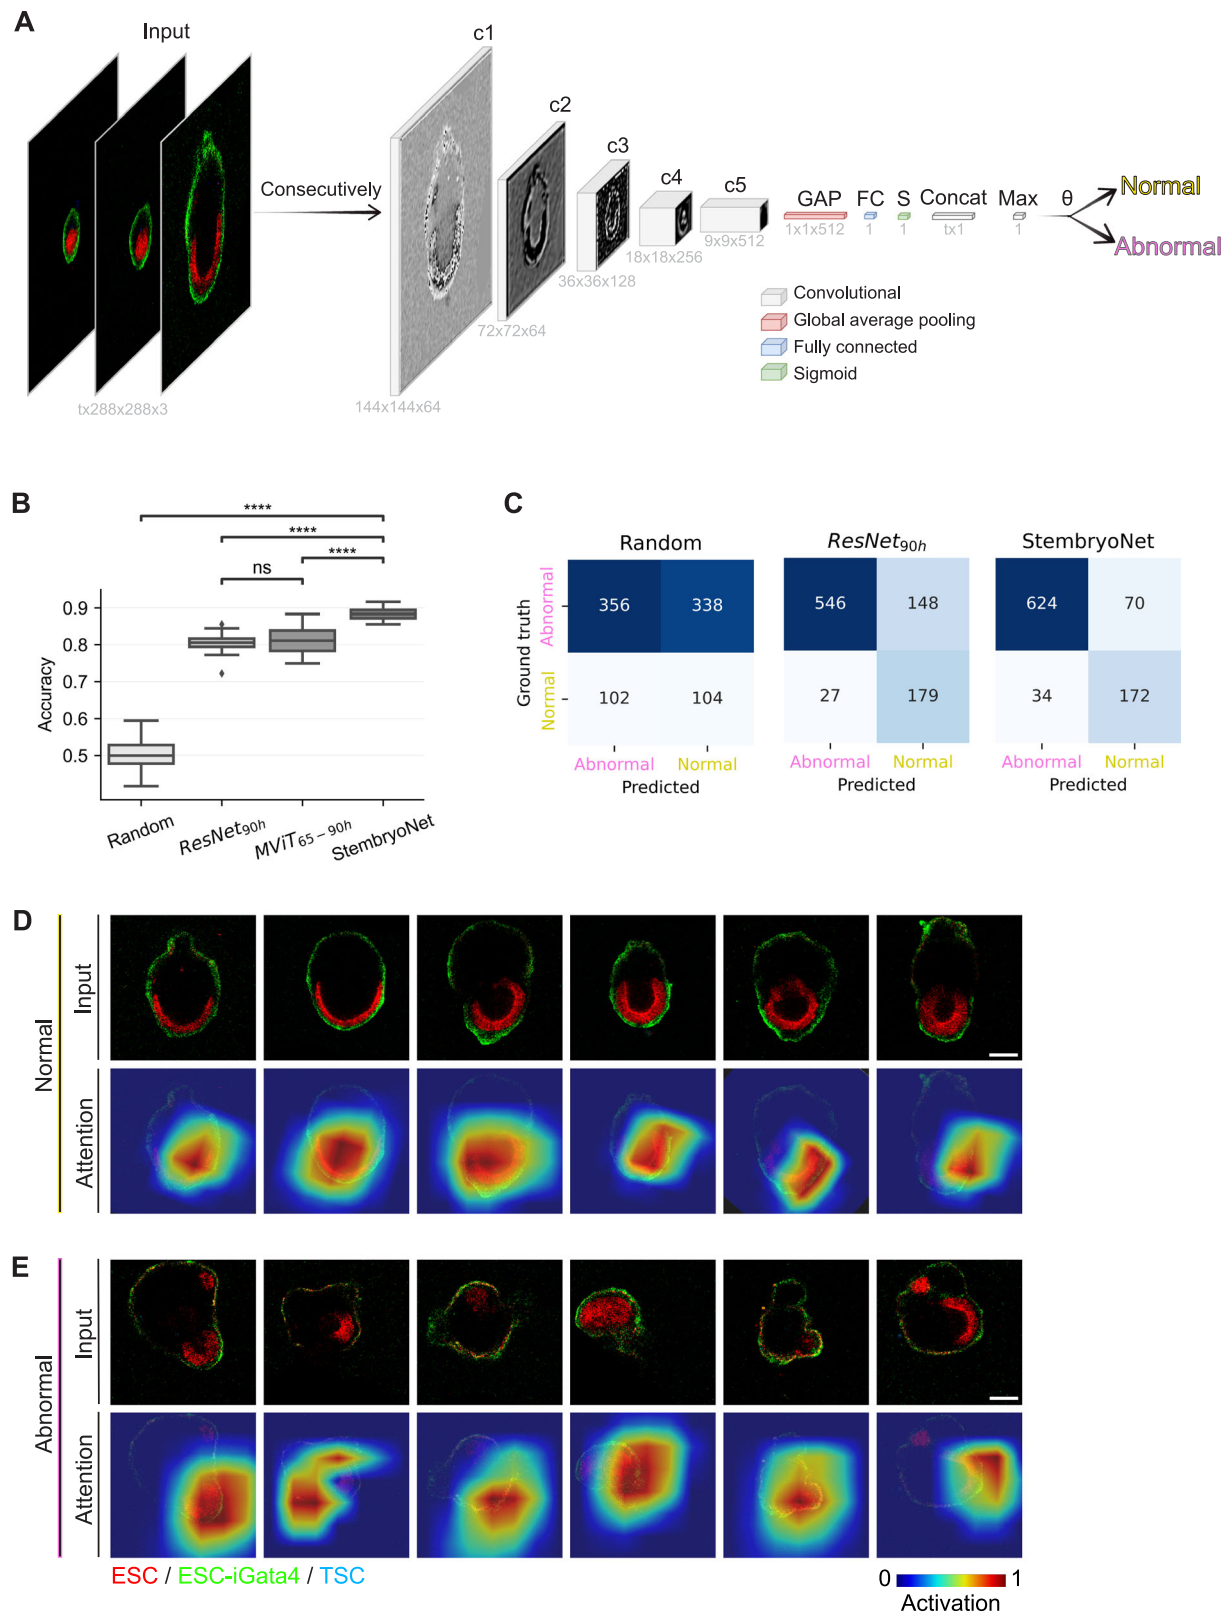 A
Input
c1
c2
c3
c4
c5
Consecutively
GAP
FC
S
Concat
Max
θ
Normal
Abnormal
1x1x512
1
1
tx1
1
9x9x512
18x18x256
36x36x128
72x72x64
144x144x64
tx288x288x3
Convolutional
Global average pooling
Fully connected
Sigmoid
B
****
****
****
ns
Accuracy
0.9
0.8
0.7
0.6
0.5
Random
ResNet90h
MViT65-90h
StembryoNet
C
Random
ResNet90h
StembryoNet
Ground truth
Abnormal
Normal
356
338
102
104
546
148
27
179
624
70
34
172
Abnormal
Normal
Abnormal
Normal
Abnormal
Normal
Predicted
Predicted
Predicted
D
Normal
Input
Attention
E
Abnormal
Input
Attention
ESC / ESC-iGata4 / TSC
0
1
Activation